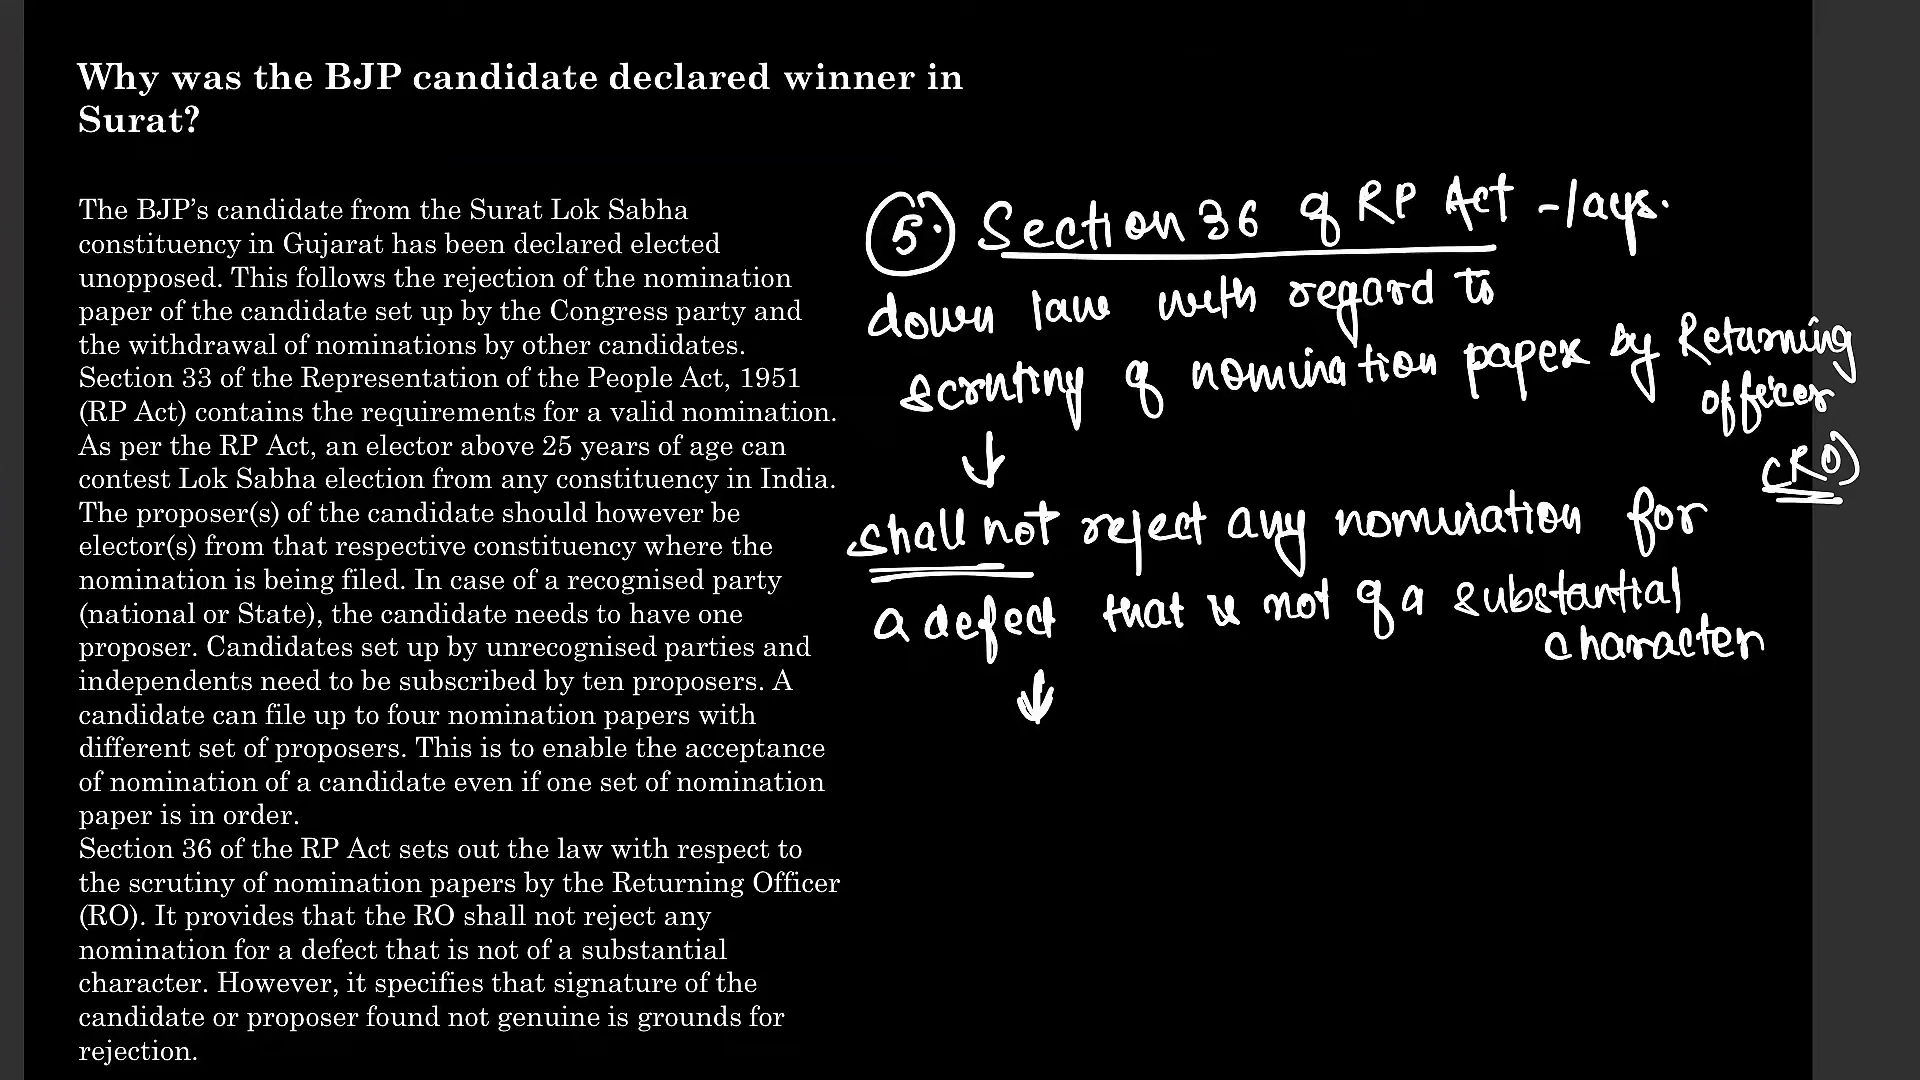 Why was the BJP candidate declared winner in
Surat?
The BJP’s candidate from the Surat Lok Sabha
constituency in Gujarat has been declared elected
unopposed. This follows the rejection of the nomination
paper of the candidate set up by the Congress party and
the withdrawal of nominations by other candidates.
Section 33 of the Representation of the People Act, 1951
(RP Act) contains the requirements for a valid nomination.
As per the RP Act, an elector above 25 years of age can
contest Lok Sabha election from any constituency in India.
The proposer(s) of the candidate should however be
elector(s) from that respective constituency where the
nomination is being filed. In case of a recognised party
(national or State), the candidate needs to have one
proposer. Candidates set up by unrecognised parties and
independents need to be subscribed by ten proposers. A
candidate can file up to four nomination papers with
different set of proposers. This is to enable the acceptance
of nomination of a candidate even if one set of nomination
paper is in order.
Section 36 of the RP Act sets out the law with respect to
the scrutiny of nomination papers by the Returning Officer
(RO). It provides that the RO shall not reject any
nomination for a defect that is not of a substantial
character. However, it specifies that signature of the
candidate or proposer found not genuine is grounds for
rejection.
5. Section 36 of RP Act - lays.
down law with regard to
scrutiny of nomination paper by Returning
officer
(RO)
shall not reject any nomination for
a defect that is not of a substantial
character